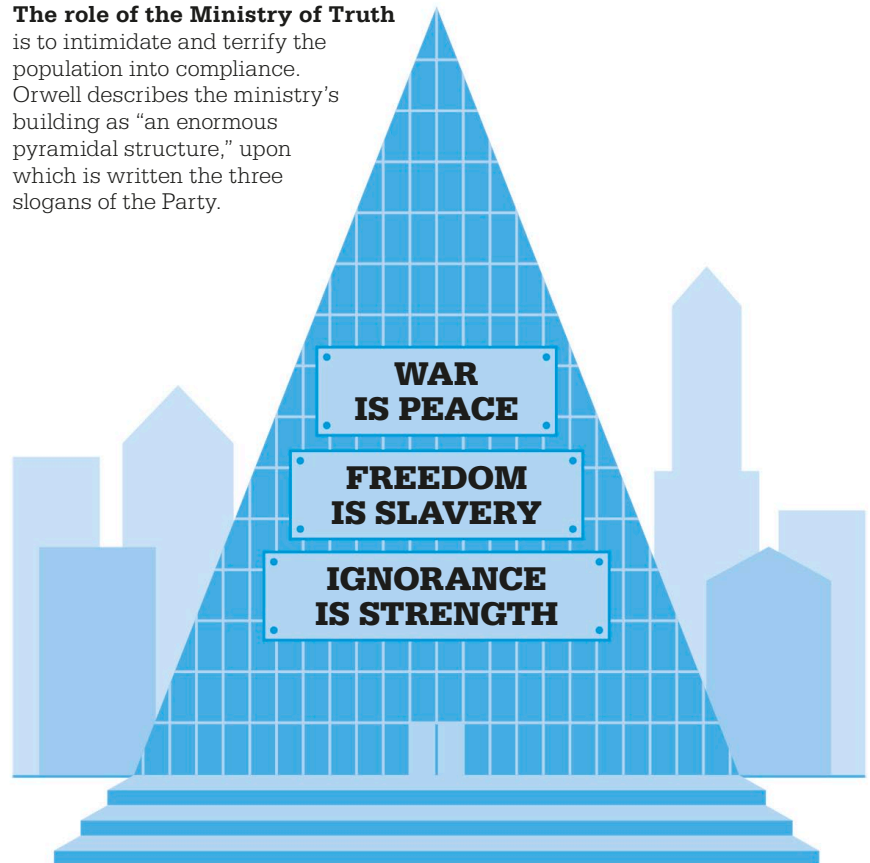 The role of the Ministry of Truth
is to intimidate and terrify the
population into compliance.
Orwell describes the ministry’s
building as “an enormous
pyramidal structure,” upon
which is written the three
slogans of the Party.
WAR
IS PEACE
FREEDOM
IS SLAVERY
IGNORANCE
IS STRENGTH